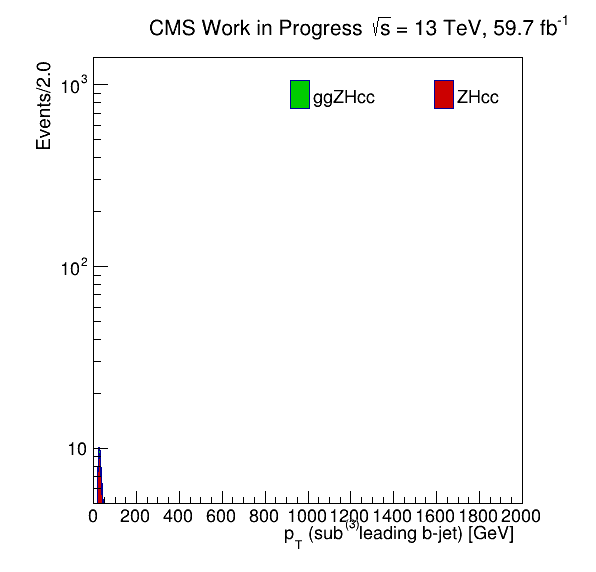 CMS Work in Progress √s = 13 TeV, 59.7 fb⁻¹
Events/2.0
10³
10²
10
ggZHcc
ZHcc
0 200 400 600 800 1000 1200 1400 1600 1800 2000
p_T (sub⁽³⁾leading b-jet) [GeV]